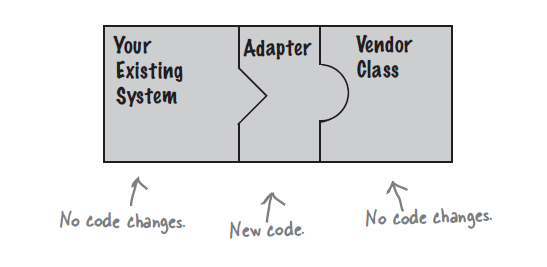 Your
Existing
System
Adapter
Vendor
Class
No code changes.
New code.
No code changes.